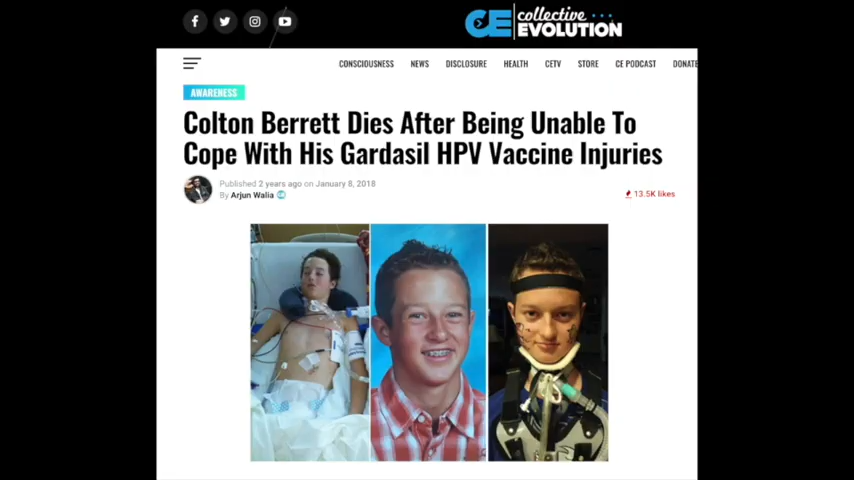 CE collective
EVOLUTION
CONSCIOUSNESS NEWS DISCLOSURE HEALTH CETV STORE CE PODCAST DONATE
AWARENESS
Colton Berrett Dies After Being Unable To
Cope With His Gardasil HPV Vaccine Injuries
Published 2 years ago on January 8, 2018
By Arjun Walia CE
13.5K likes